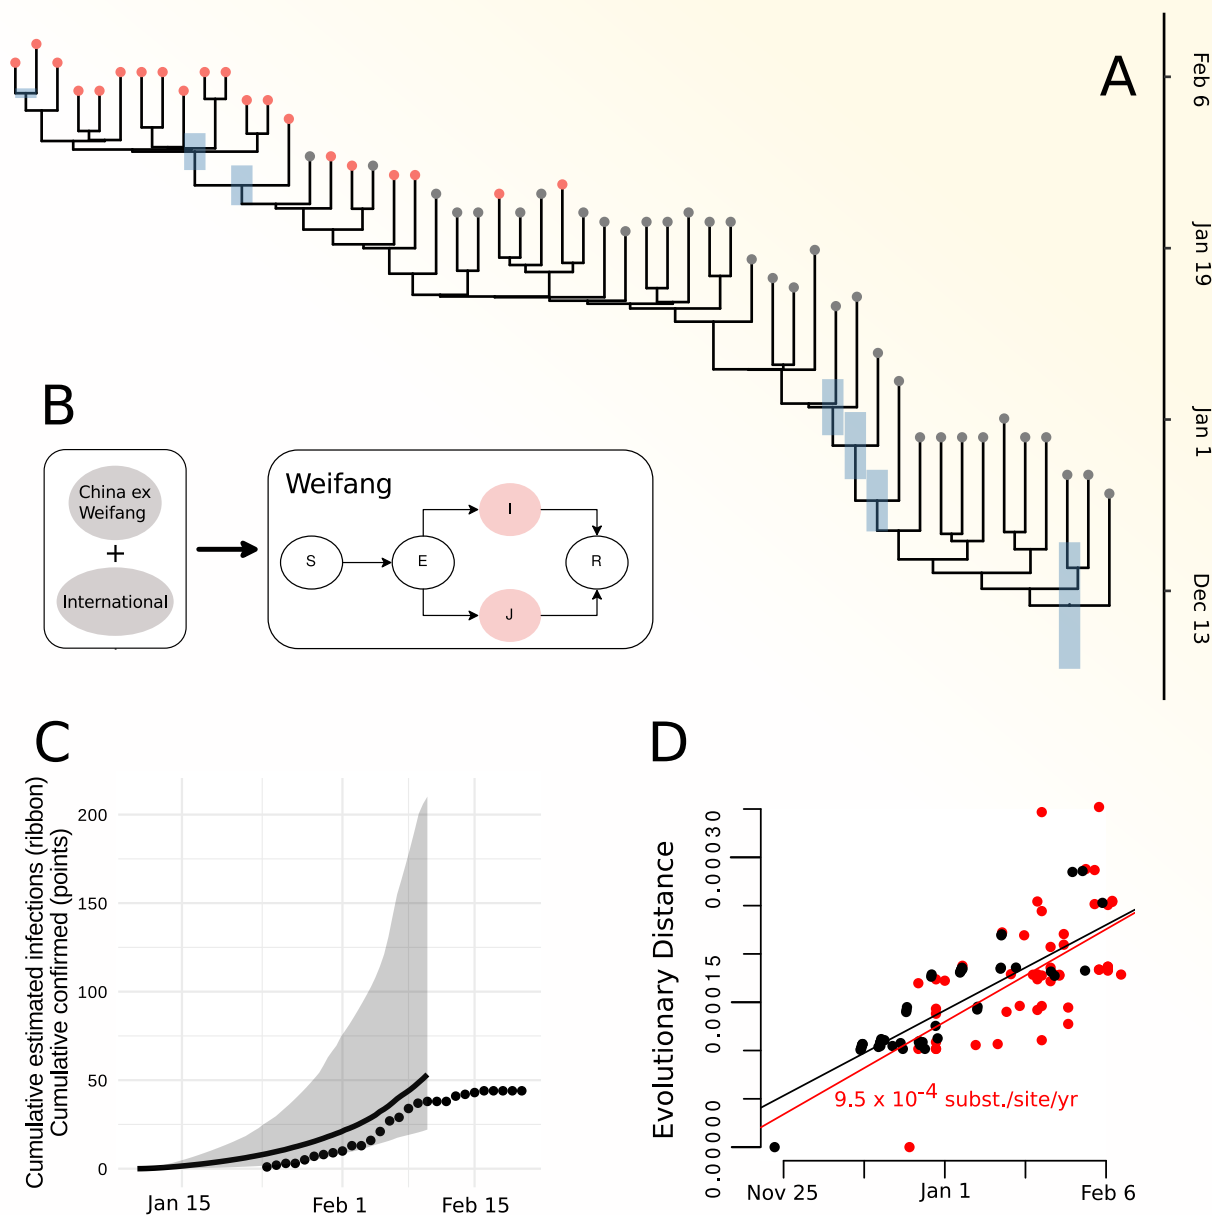 A
Feb 6
Jan 19
Jan 1
Dec 13
B
China ex
Weifang
+
International
Weifang
S
E
I
J
R
C
Cumulative estimated infections (ribbon)
Cumulative confirmed (points)
200
150
100
50
0
Jan 15
Feb 1
Feb 15
D
Evolutionary Distance
0.00030
0.00015
0.00000
9.5 x 10-4 subst./site/yr
Nov 25
Jan 1
Feb 6